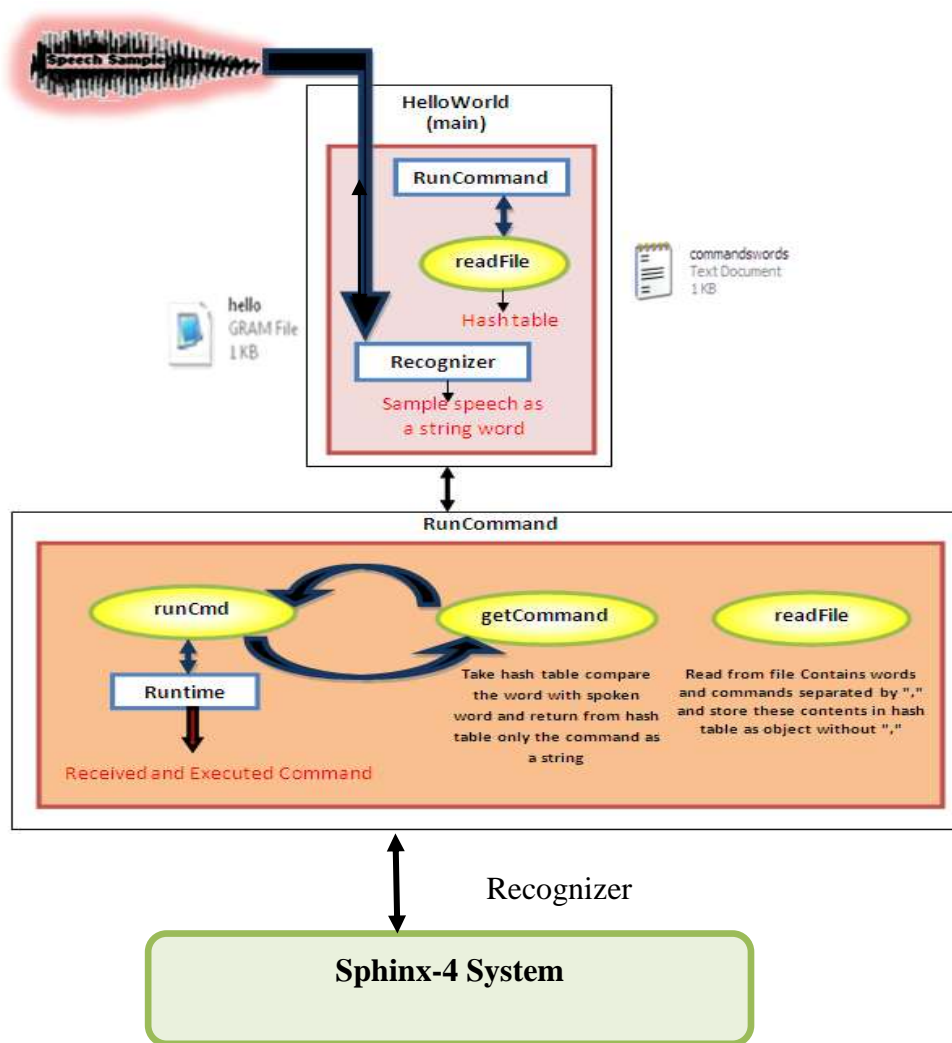 Speech Sample
HelloWorld
(main)
RunCommand
readFile
Hash table
commandswords
Text Document
1 KB
hello
GRAM File
1 KB
Recognizer
Sample speech as
a string word
RunCommand
runCmd
getCommand
readFile
Runtime
Take hash table compare
the word with spoken
word and return from hash
table only the command as
a string
Read from file Contains words
and commands separated by ","
and store these contents in hash
table as object without ","
Received and Executed Command
Recognizer
Sphinx-4 System